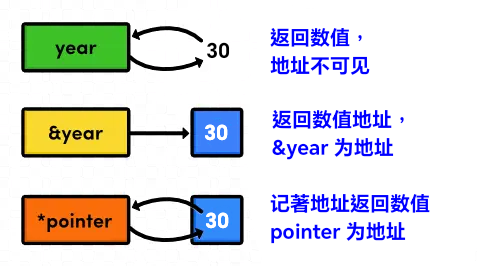 year
30
返回数值，
地址不可见
&year
30
返回数值地址，
&year 为地址
*pointer
30
记著地址返回数值
pointer 为地址